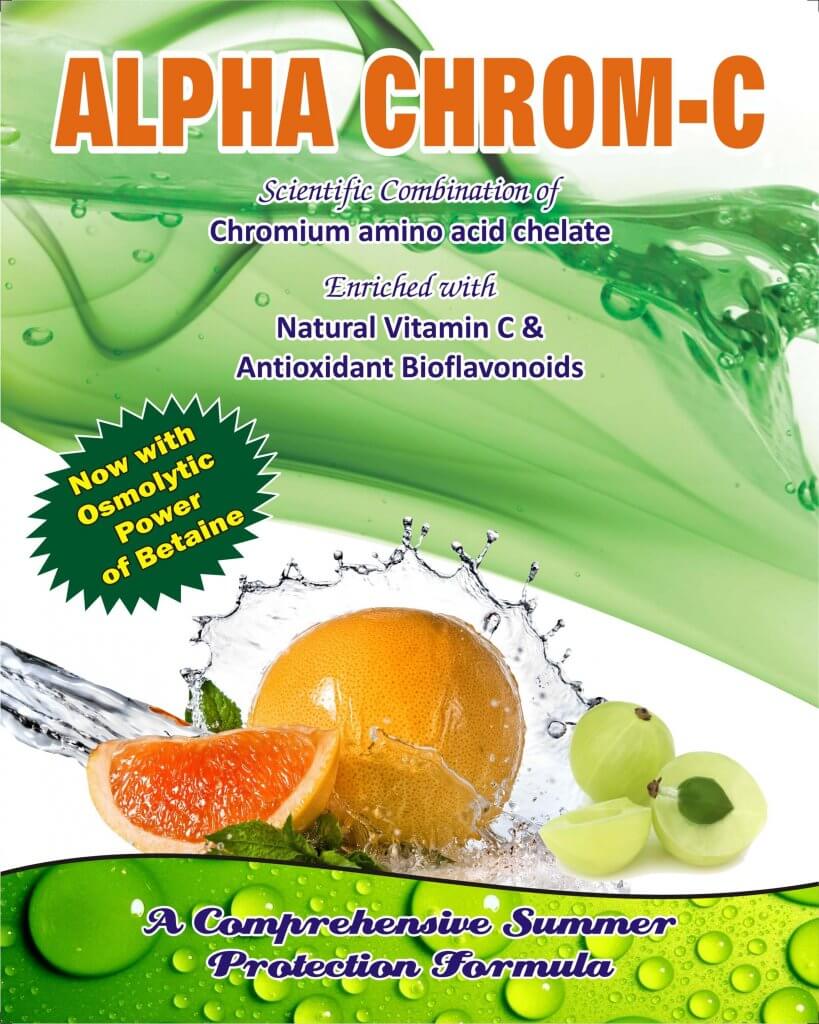 ALPHA CHROM-C
Scientific Combination of
Chromium amino acid chelate
Enriched with
Natural Vitamin C &
Antioxidant Bioflavonoids
Now with
Osmolytic
Power
of Betaine
A Comprehensive Summer
Protection Formula